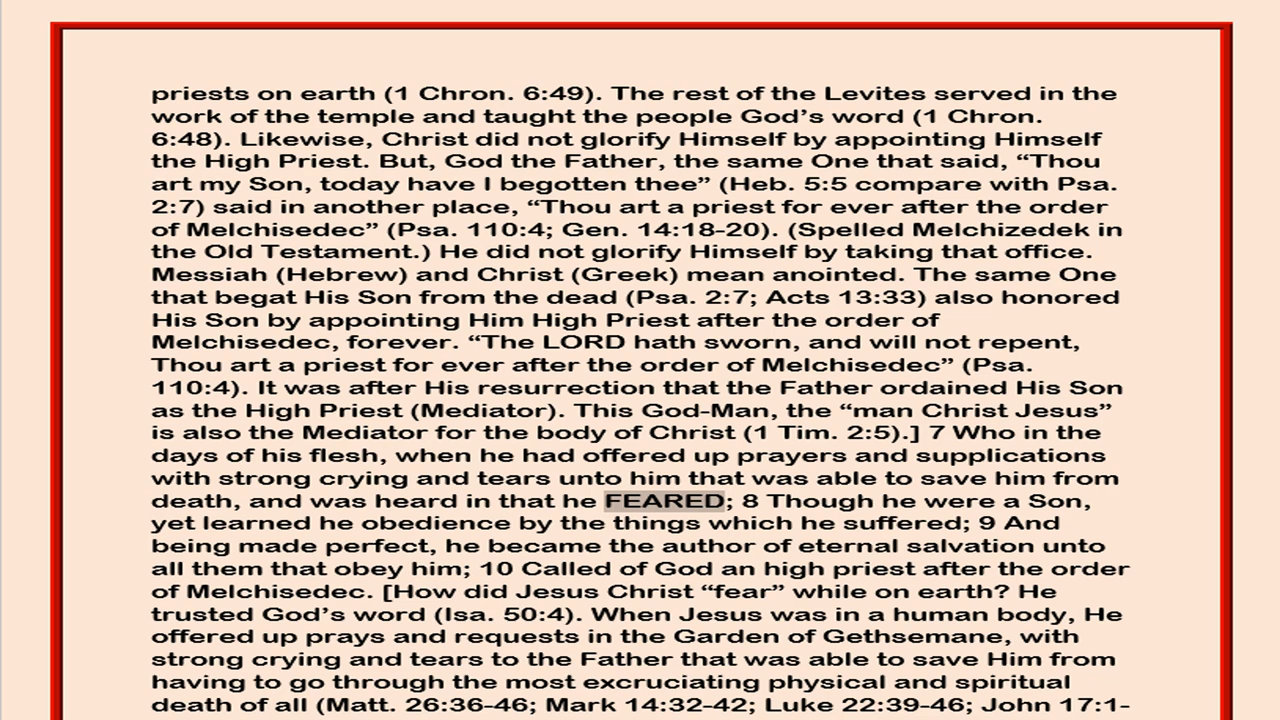 priests on earth (1 Chron. 6:49). The rest of the Levites served in the
work of the temple and taught the people God’s word (1 Chron.
6:48). Likewise, Christ did not glorify Himself by appointing Himself
the High Priest. But, God the Father, the same One that said, “Thou
art my Son, today have I begotten thee” (Heb. 5:5 compare with Psa.
2:7) said in another place, “Thou art a priest for ever after the order
of Melchisedec” (Psa. 110:4; Gen. 14:18-20). (Spelled Melchizedek in
the Old Testament.) He did not glorify Himself by taking that office.
Messiah (Hebrew) and Christ (Greek) mean anointed. The same One
that begat His Son from the dead (Psa. 2:7; Acts 13:33) also honored
His Son by appointing Him High Priest after the order of
Melchisedec, forever. “The LORD hath sworn, and will not repent,
Thou art a priest for ever after the order of Melchisedec” (Psa.
110:4). It was after His resurrection that the Father ordained His Son
as the High Priest (Mediator). This God-Man, the “man Christ Jesus”
is also the Mediator for the body of Christ (1 Tim. 2:5).] 7 Who in the
days of his flesh, when he had offered up prayers and supplications
with strong crying and tears unto him that was able to save him from
death, and was heard in that he FEARED; 8 Though he were a Son,
yet learned he obedience by the things which he suffered; 9 And
being made perfect, he became the author of eternal salvation unto
all them that obey him; 10 Called of God an high priest after the order
of Melchisedec. [How did Jesus Christ “fear” while on earth? He
trusted God’s word (Isa. 50:4). When Jesus was in a human body, He
offered up prays and requests in the Garden of Gethsemane, with
strong crying and tears to the Father that was able to save Him from
having to go through the most excruciating physical and spiritual
death of all (Matt. 26:36-46; Mark 14:32-42; Luke 22:39-46; John 17:1-